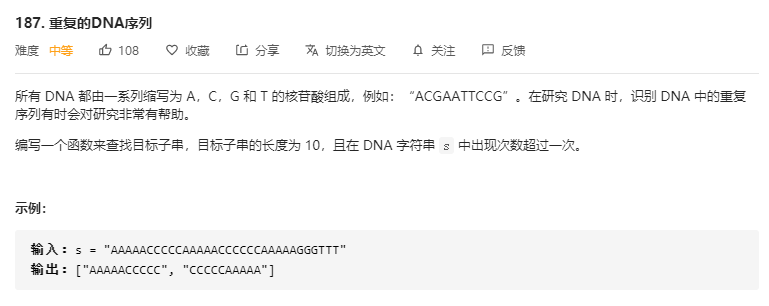 187. 重复的DNA序列
难度 中等 108 收藏 分享 切换为英文 关注 反馈
所有 DNA 都由一系列缩写为 A，C，G 和 T 的核苷酸组成，例如：“ACGAATTCCG”。在研究 DNA 时，识别 DNA 中的重复
序列有时会对研究非常有帮助。
编写一个函数来查找目标子串，目标子串的长度为 10，且在 DNA 字符串 s 中出现次数超过一次。
示例：
输入：s = "AAAAACCCCCAAAAACCCCCCAAAAAGGGTTT"
输出：["AAAAACCCCC", "CCCCCAAAAA"]